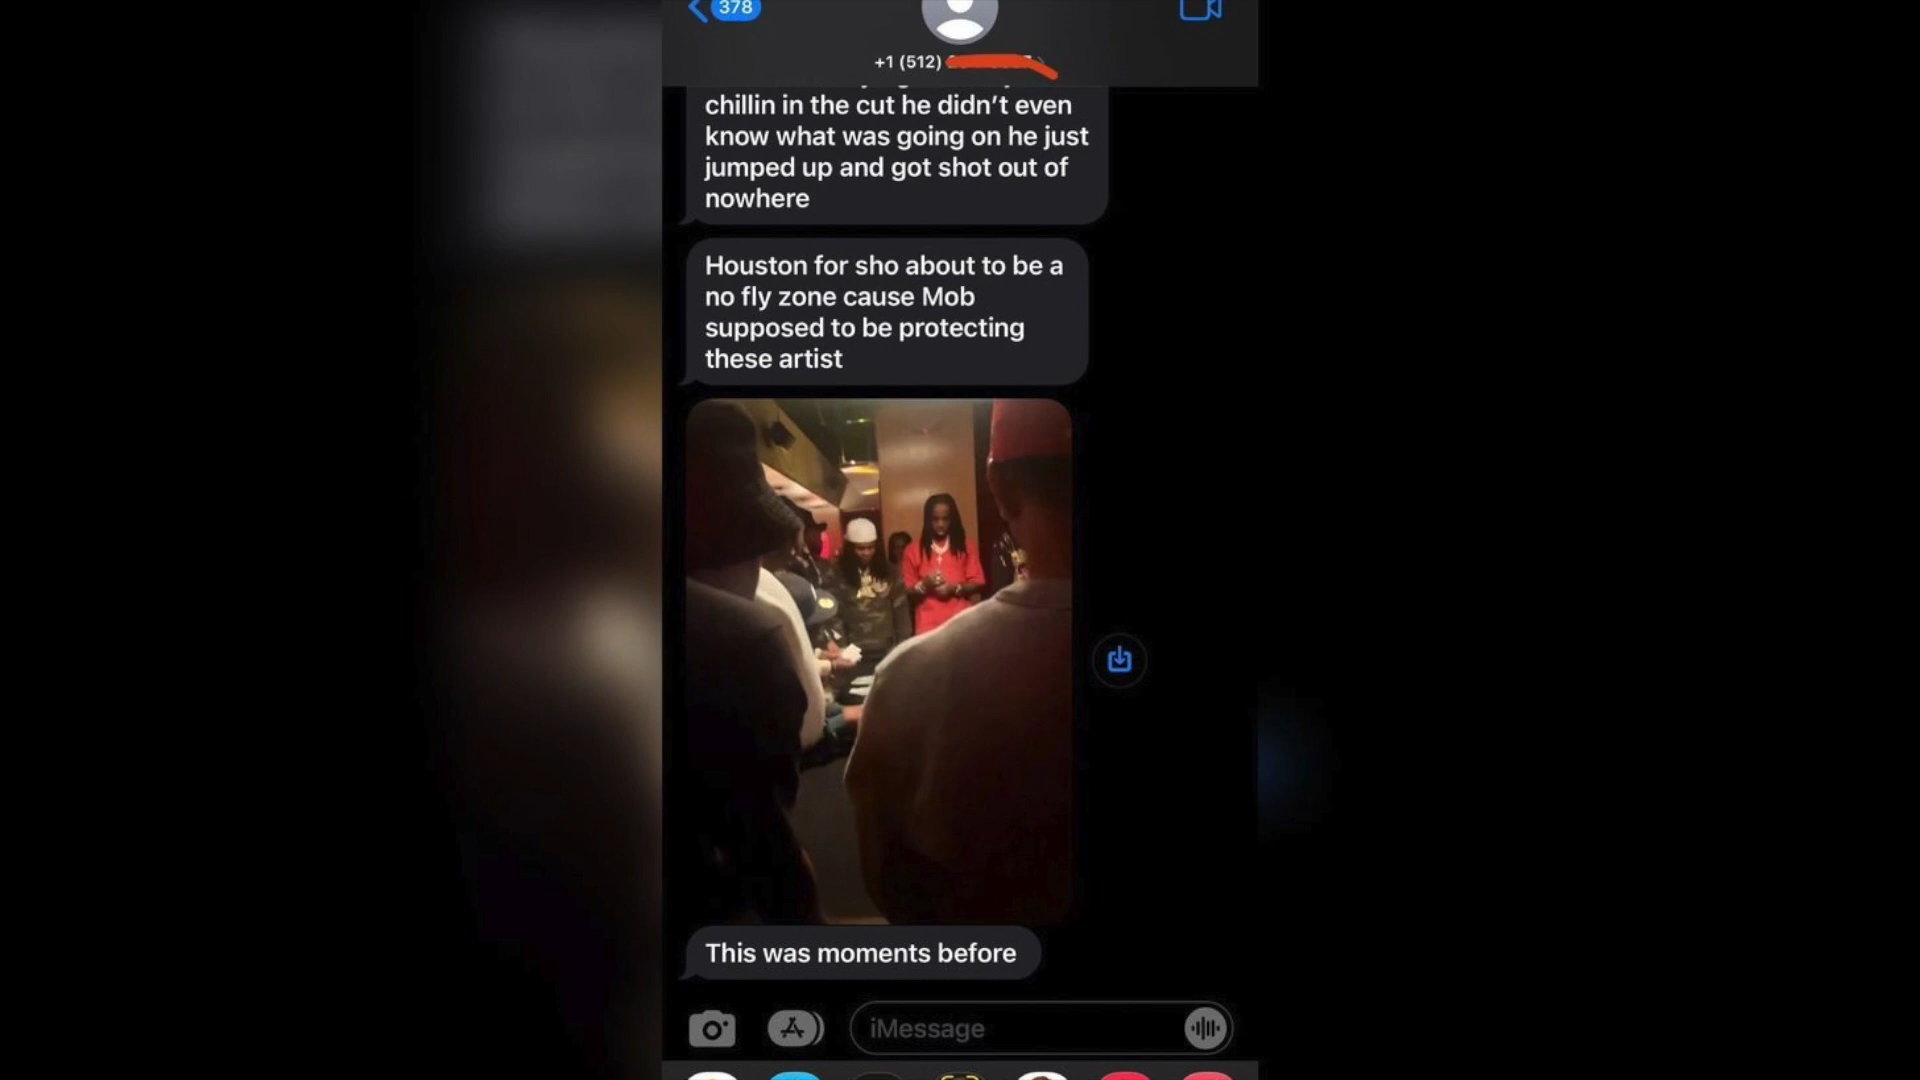 378
+1 (512)
chillin in the cut he didn’t even
know what was going on he just
jumped up and got shot out of
nowhere
Houston for sho about to be a
no fly zone cause Mob
supposed to be protecting
these artist
This was moments before
iMessage